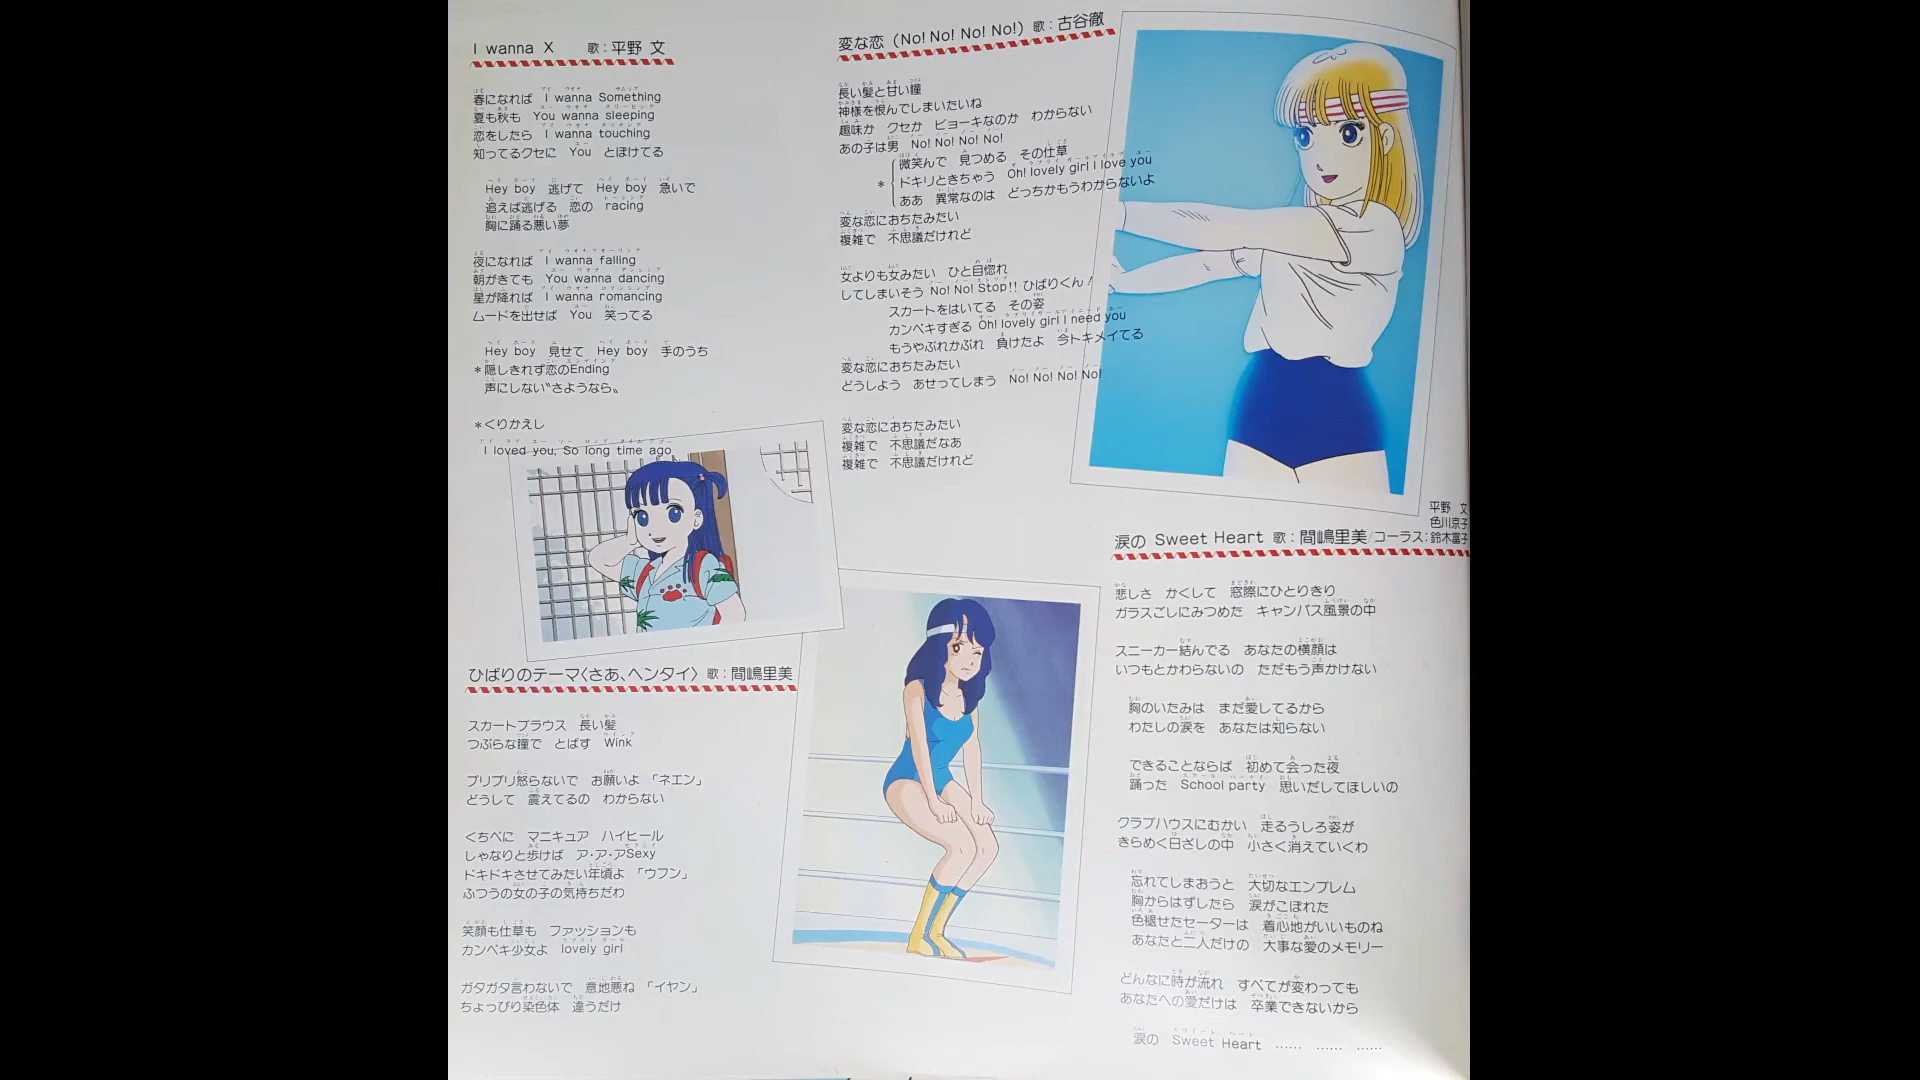 I wanna X 歌:平野 文
春になれば I wanna Something
夏も秋も You wanna sleeping
恋をしたら I wanna touching
知ってるクセに You とぼけてる
Hey boy 逃げて Hey boy 急いで
追えば逃げる 恋の racing
胸に踊る悪い夢
夜になれば I wanna falling
朝がきても You wanna dancing
星が降れば I wanna romancing
ムードを出せば You 笑ってる
Hey boy 見せて Hey boy 手のうち
*隠しきれず恋のEnding
声にしない〝さようなら〟
*くりかえし
I loved you, So long time ago
ひばりのテーマ〈さあ、ヘンタイ〉 歌:間嶋里美
スカートブラウス 長い髪
つぶらな瞳で とばす Wink
プリプリ怒らないで お願いよ 「ネエン」
どうして 震えてるの わからない
くちべに マニキュア ハイヒール
しゃなりと歩けば ア・ア・アSexy
ドキドキさせてみたい年頃よ 「ウフン」
ふつうの女の子の気持ちだわ
笑顔も仕草も ファッションも
カンペキ少女よ lovely girl
ガタガタ言わないで 意地悪ね 「イヤン」
ちょっぴり染色体 違うだけ
変な恋(No! No! No! No!) 歌:古谷徹
長い髪と甘い瞳
神様を恨んでしまいたいね
趣味か クセか ビョーキなのか わからない
あの子は男 No! No! No! No!
*微笑んで 見つめる その仕草
ドキリときちゃう Oh! lovely girl I love you
ああ 異常なのは どっちかもうわからないよ
変な恋におちたみたい
複雑で 不思議だけれど
女よりも女みたい ひと目惚れ
してしまいそう No! No! Stop!! ひばりくん!
スカートをはいてる その姿
カンペキすぎる Oh! lovely girl I need you
もうやぶれかぶれ 負けたよ 今トキメイてる
変な恋におちたみたい
どうしよう あせってしまう No! No! No! No!
変な恋におちたみたい
複雑で 不思議だなあ
複雑で 不思議だけれど
平野 文
色川京子
涙の Sweet Heart 歌:間嶋里美/コーラス:鈴木富子
悲しさ かくして 窓際にひとりきり
ガラスごしにみつめた キャンパス風景の中
スニーカー結んでる あなたの横顔は
いつもとかわらないの ただもう声かけない
胸のいたみは まだ愛してるから
わたしの涙を あなたは知らない
できることならば 初めて会った夜
踊った School party 思いだしてほしいの
クラブハウスにむかい 走るうしろ姿が
きらめく日ざしの中 小さく消えていくわ
忘れてしまおうと 大切なエンブレム
胸からはずしたら 涙がこぼれた
色褪せたセーターは 着心地がいいものね
あなたと二人だけの 大事な愛のメモリー
どんなに時が流れ すべてが変わっても
あなたへの愛だけは 卒業できないから
涙の Sweet Heart …… …… ……